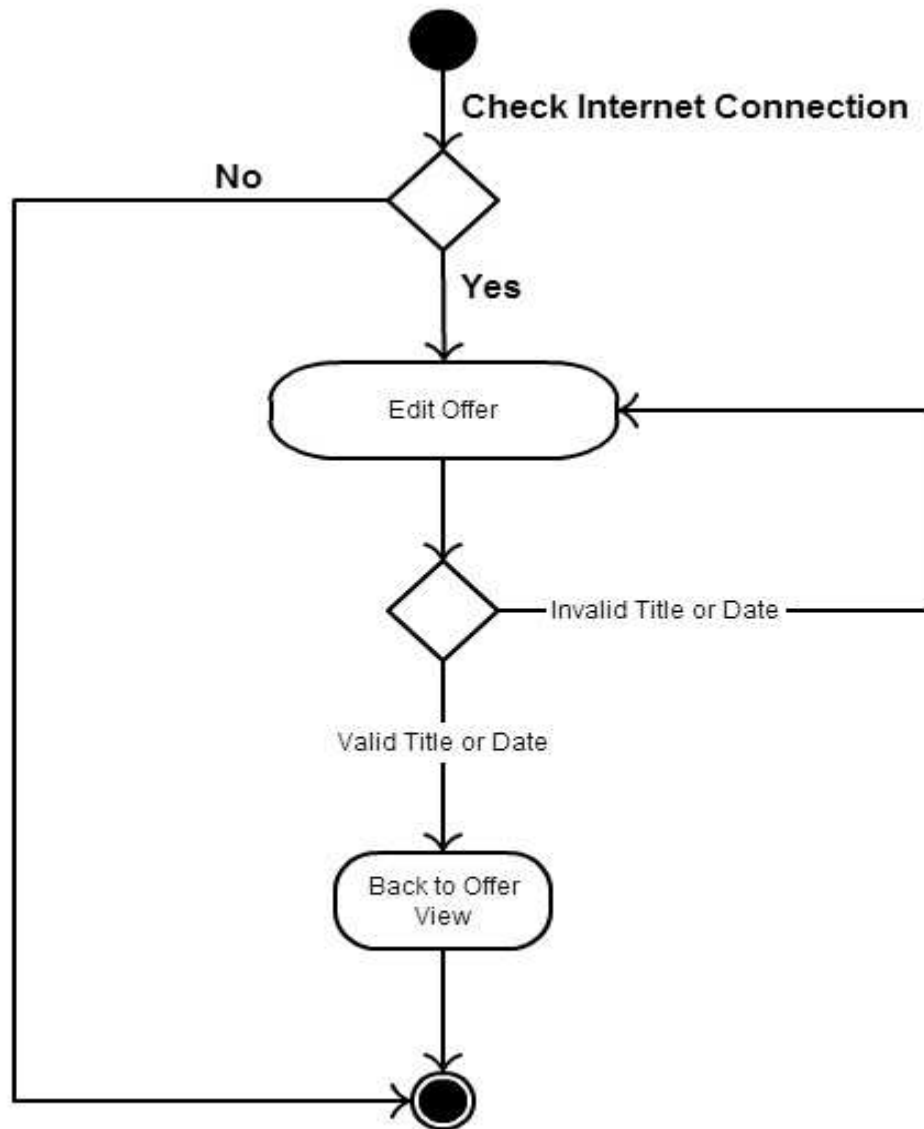 Check Internet Connection
No
Yes
Edit Offer
Invalid Title or Date
Valid Title or Date
Back to Offer
View